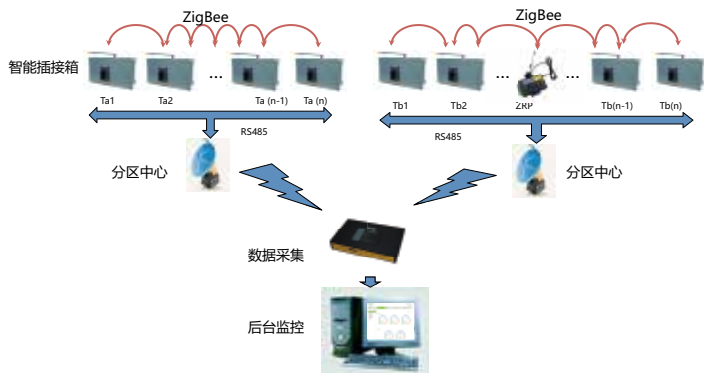 ZigBee
ZigBee
智能插接箱
...
...
...
Ta1
Ta2
Ta (n-1)
Ta (n)
Tb1
Tb2
ZRP
Tb(n-1)
Tb(n)
RS485
RS485
分区中心
分区中心
数据采集
后台监控